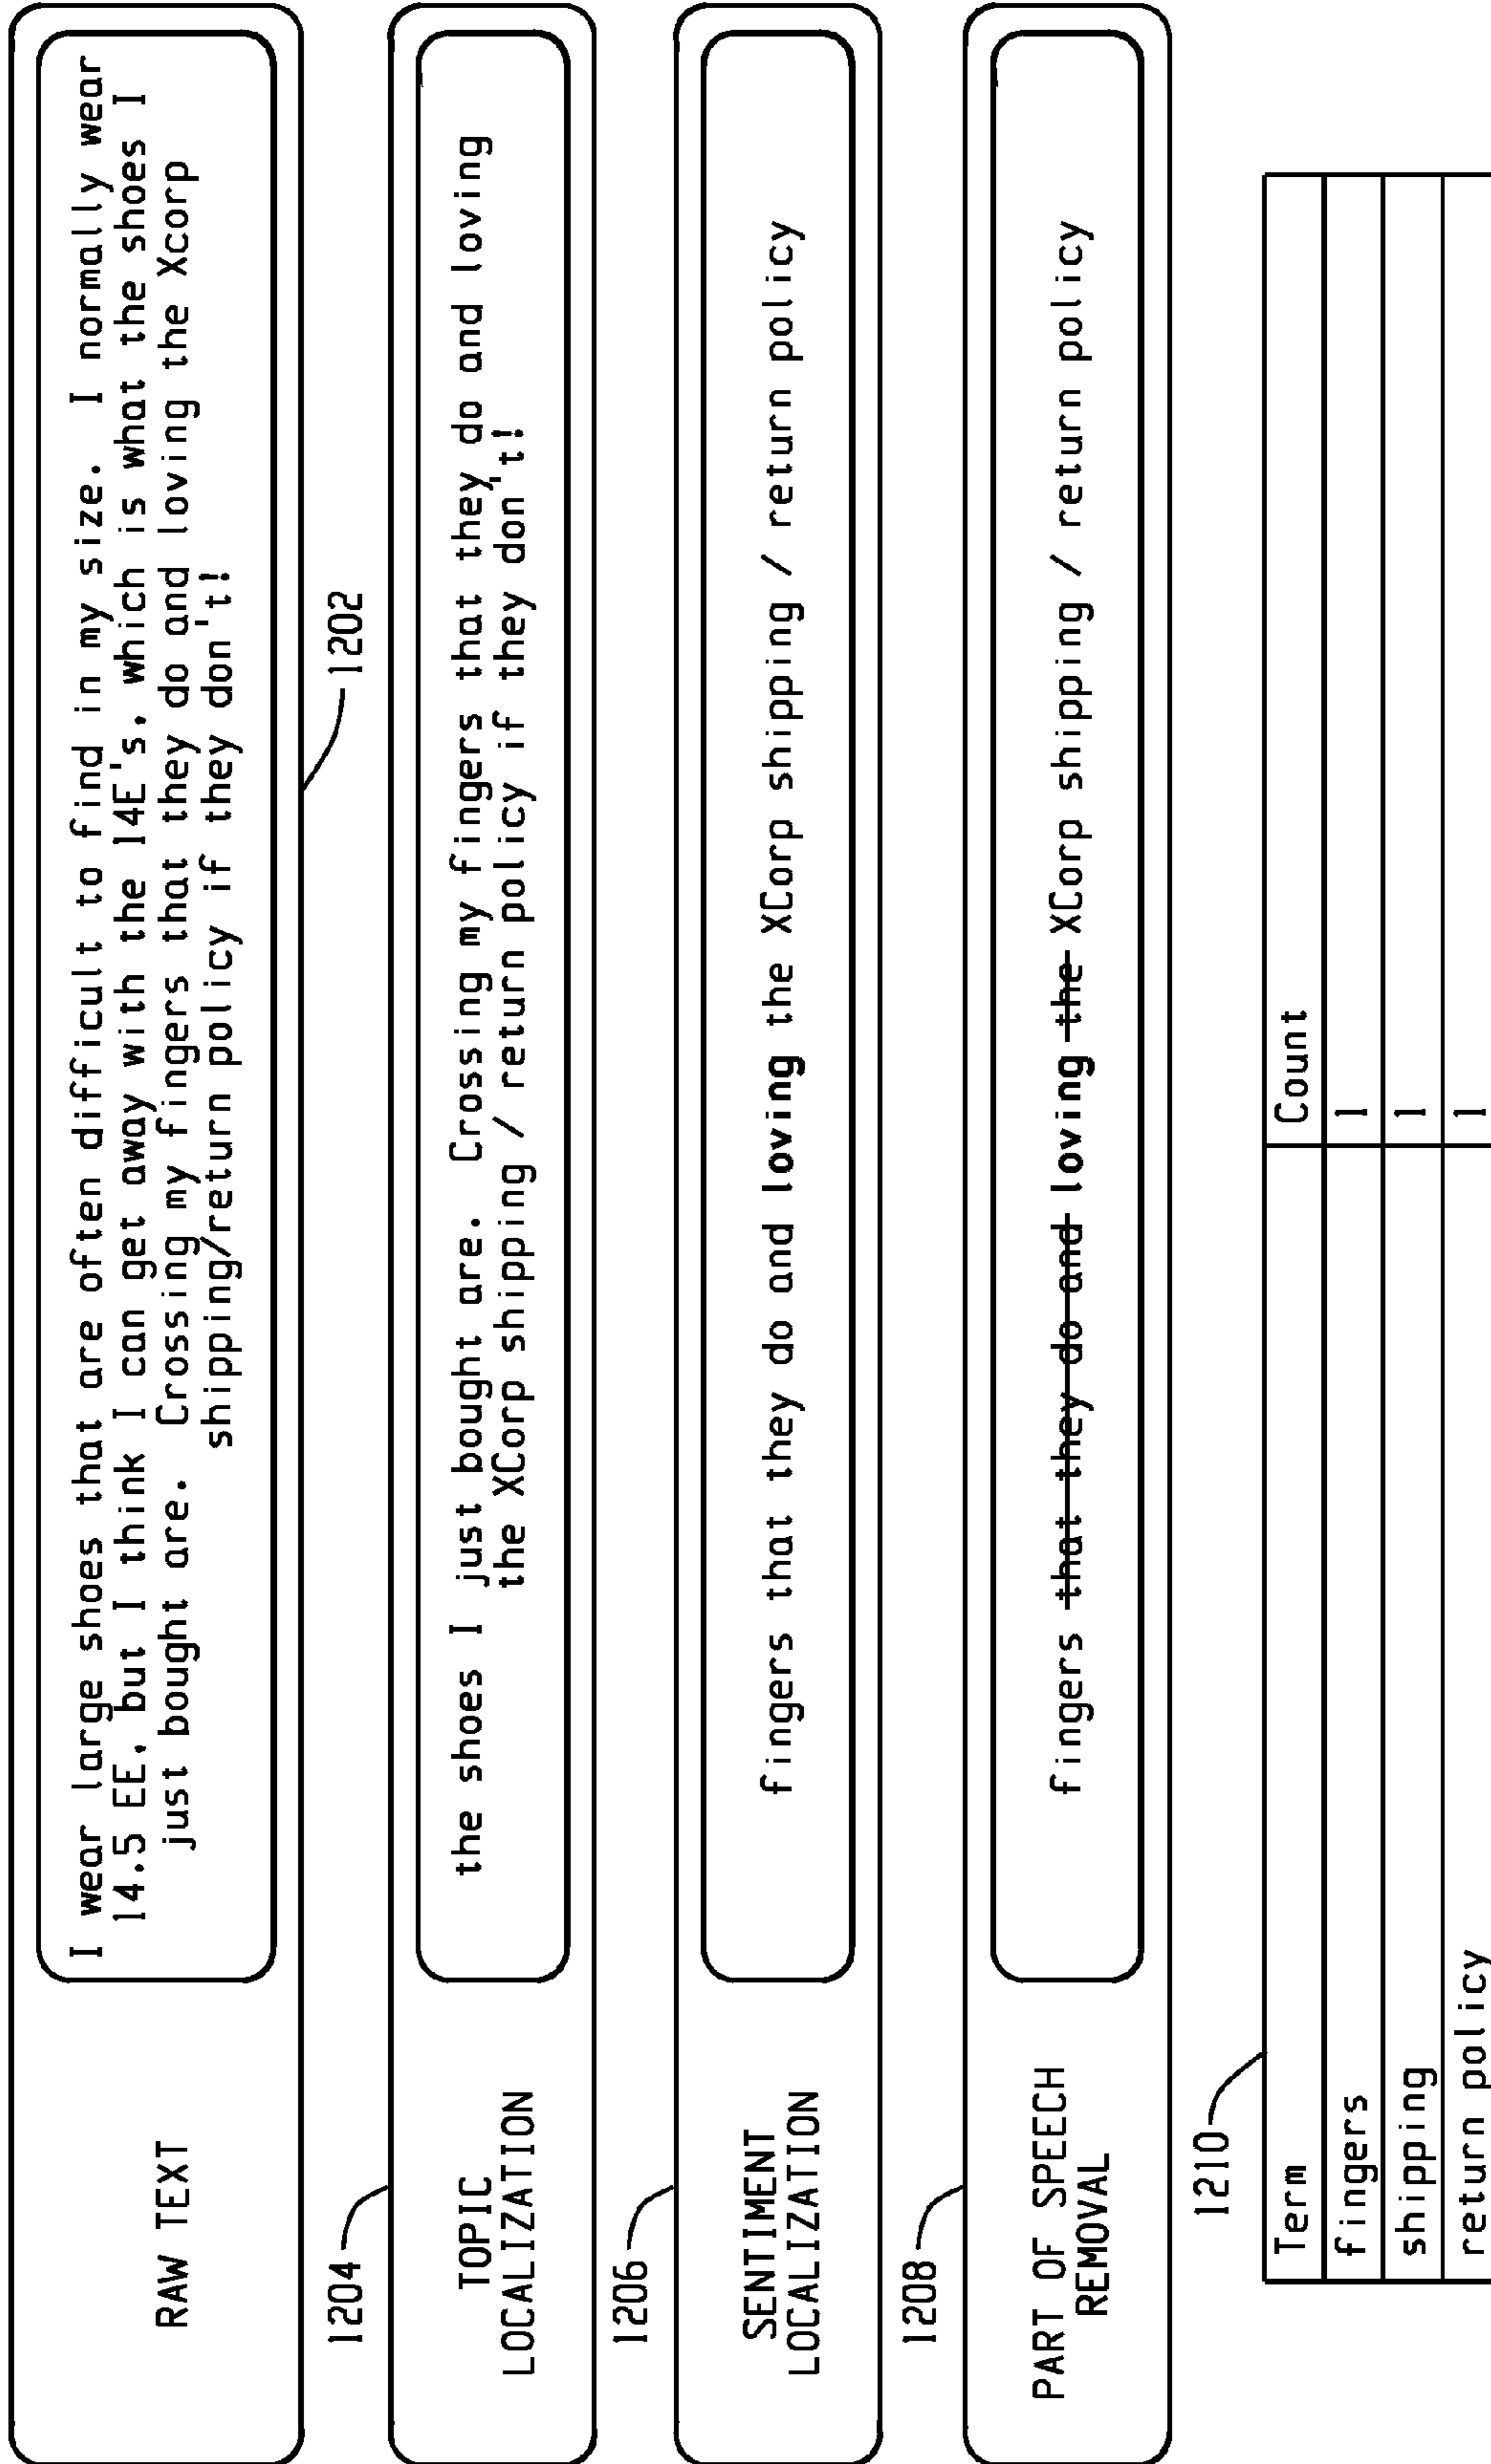 RAW TEXT
I wear large shoes that are often difficult to find in my size.  I normally wear
14.5 EE, but I think I can get away with the 14E's, which is what the shoes I
just bought are.  Crossing my fingers that they do and loving the Xcorp
shipping/return policy if they don't!
1202
1204
TOPIC
LOCALIZATION
the shoes I just bought are.  Crossing my fingers that they do and loving
the XCorp shipping / return policy if they don't!
1206
SENTIMENT
LOCALIZATION
fingers that they do and loving the XCorp shipping / return policy
1208
PART OF SPEECH
REMOVAL
fingers that they do and loving the XCorp shipping / return policy
1210
Term Count
fingers 1
shipping 1
return policy 1